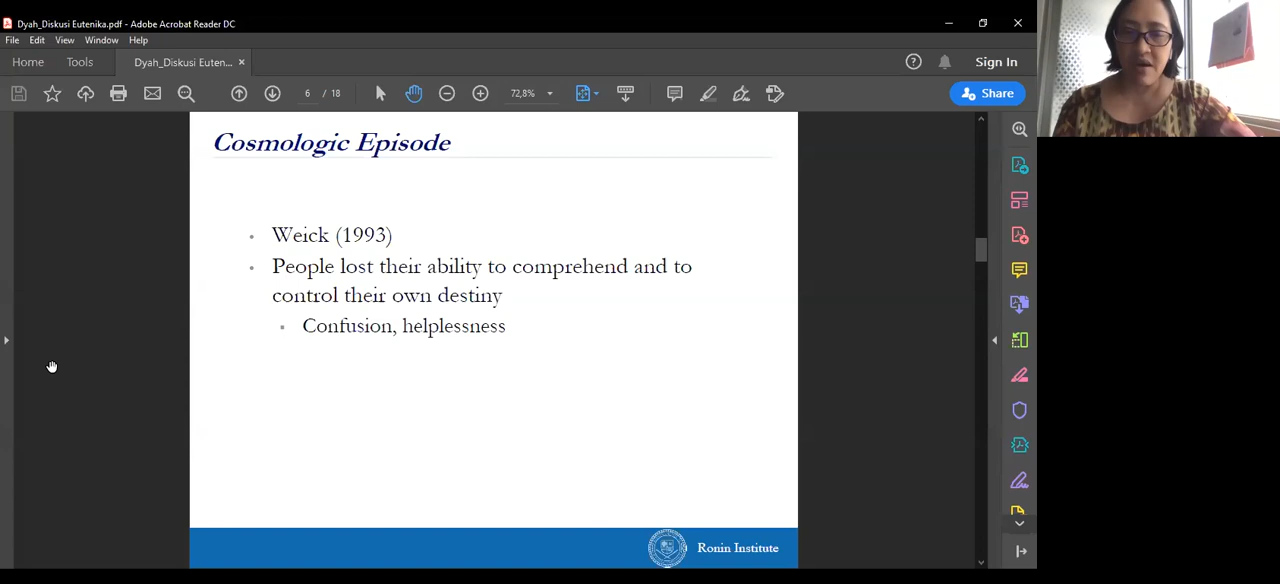 Dyah_Diskusi Eutenika.pdf - Adobe Acrobat Reader DC
File Edit View Window Help
Home Tools Dyah_Diskusi Euten... × Sign In
6 / 18 72,8% Share
Cosmologic Episode
• Weick (1993)
• People lost their ability to comprehend and to
control their own destiny
▪ Confusion, helplessness
Ronin Institute